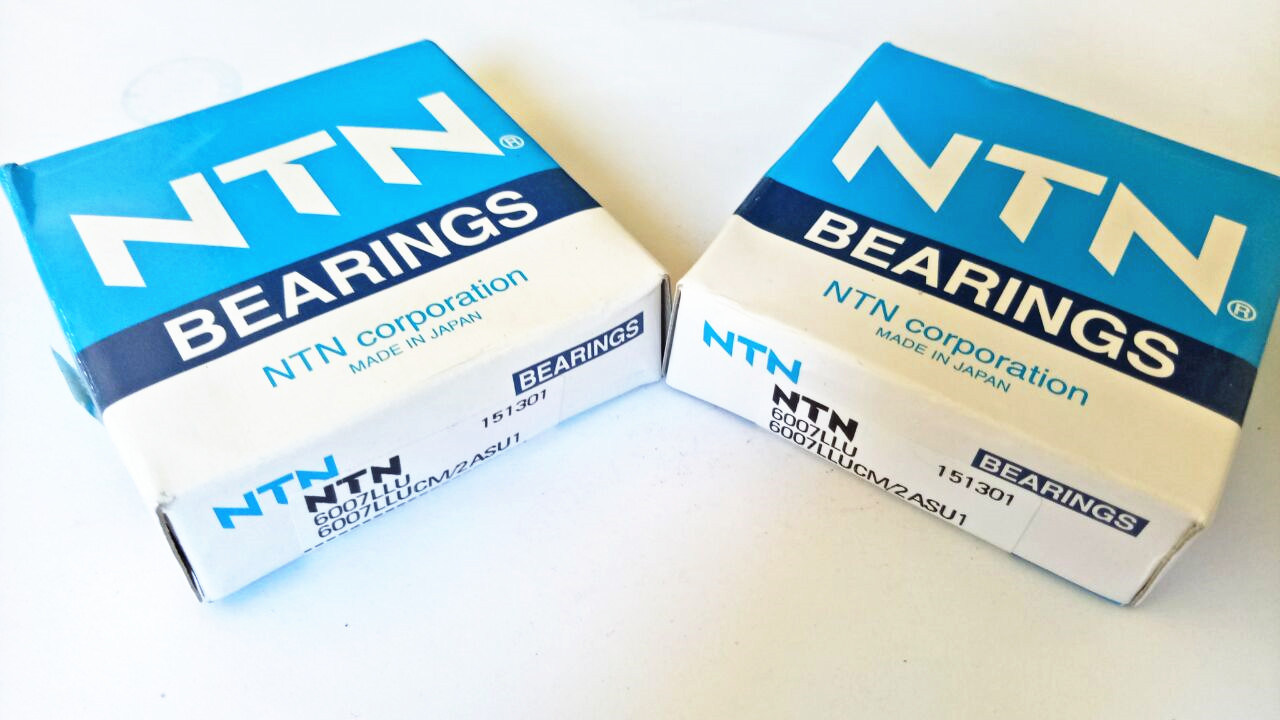 NTN®
BEARINGS
NTN corporation
MADE IN JAPAN
BEARINGS
151301
NTN
NTN
6007LLU
6007LLUCM/2ASU1
NTN®
BEARINGS
NTN corporation
MADE IN JAPAN
NTN
NTN
6007LLU
6007LLUCM/2ASU1
151301
BEARINGS